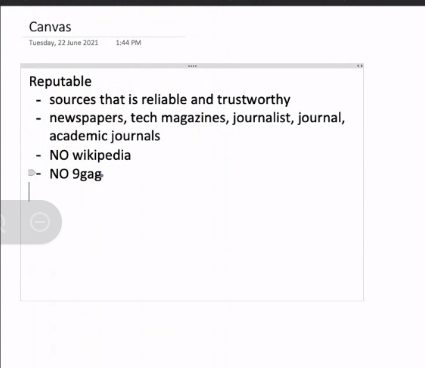 Canvas
Tuesday, 22 June 2021 1:44 PM
Reputable
- sources that is reliable and trustworthy
- newspapers, tech magazines, journalist, journal,
academic journals
- NO wikipedia
- NO 9gag